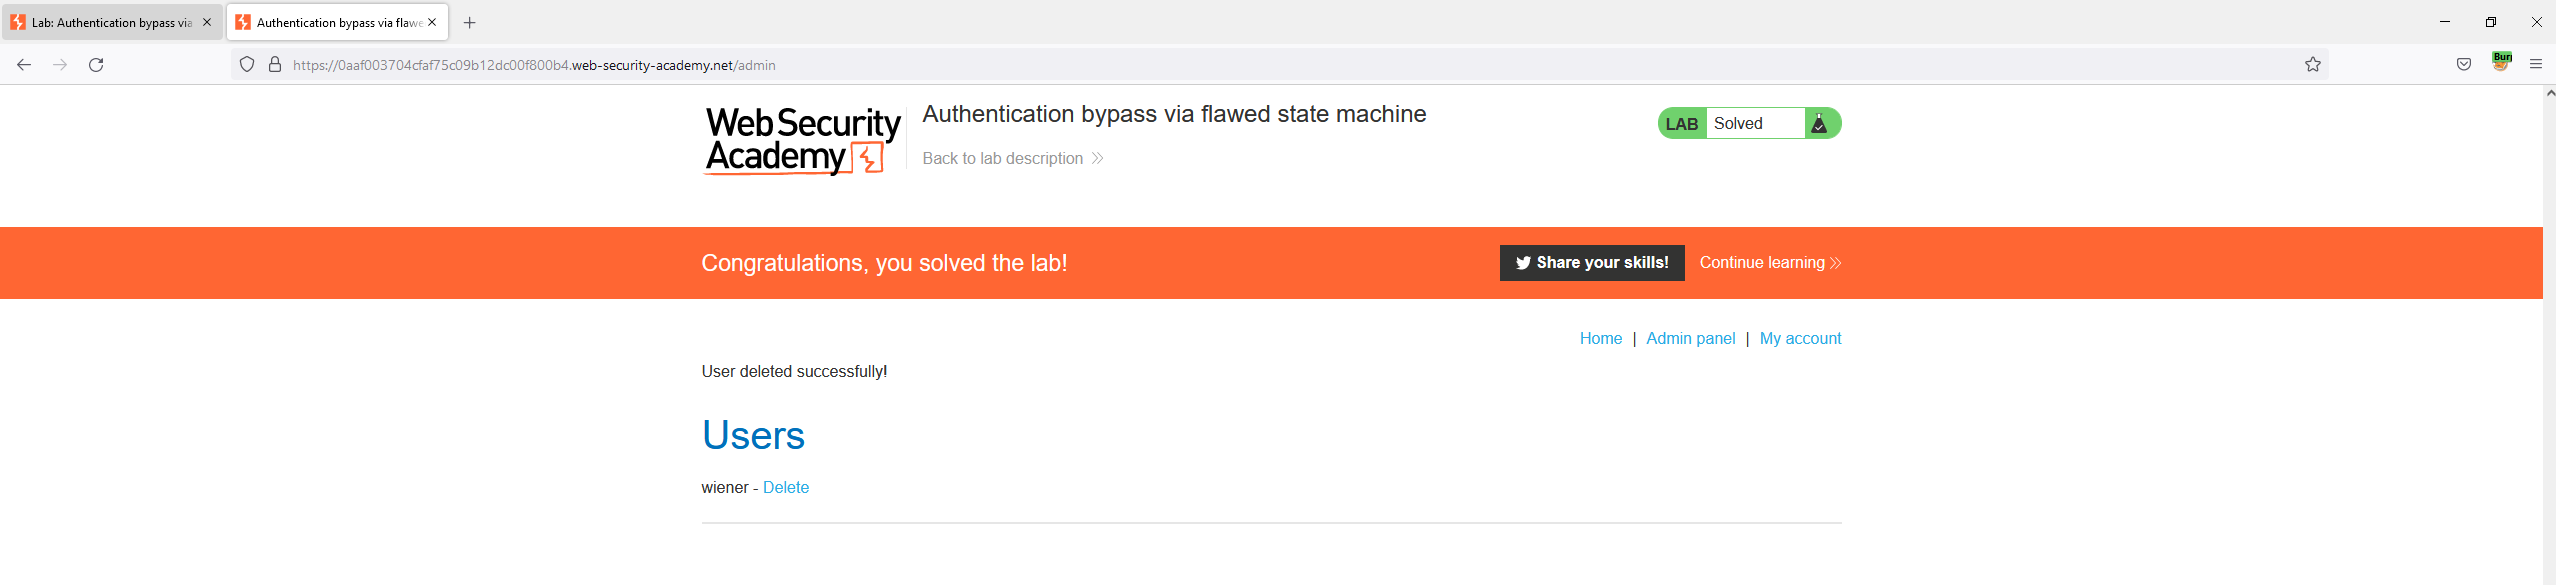 Lab: Authentication bypass via
Authentication bypass via flawe
https://0aaf003704cfaf75c09b12dc00f800b4.web-security-academy.net/admin
Bur
Web Security
Academy
Authentication bypass via flawed state machine
Back to lab description
LAB Solved
Congratulations, you solved the lab!
Share your skills! Continue learning
Home | Admin panel | My account
User deleted successfully!
Users
wiener - Delete